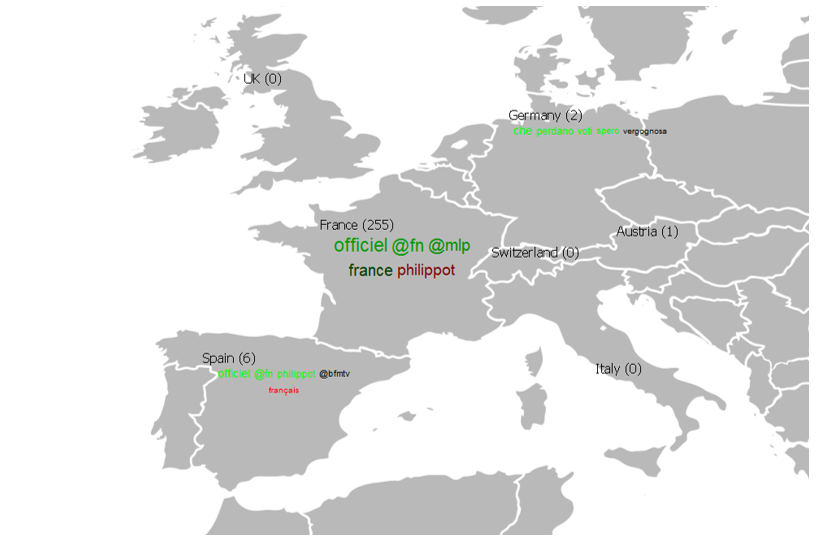 UK (0)
Germany (2)
che perdano voti spero vergognosa
France (255)
officiel @fn @mlp
france philippot
Austria (1)
Switzerland (0)
Spain (6)
officiel @fn philippot @bfmtv
français
Italy (0)